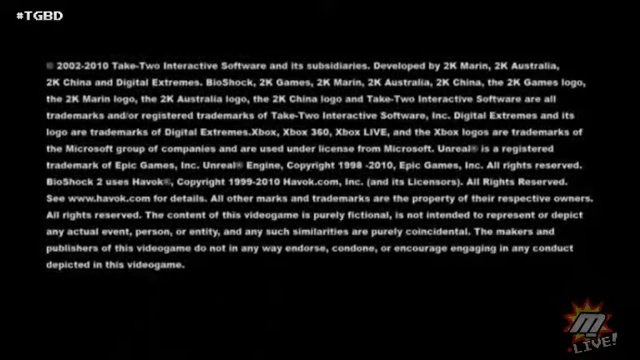 #TGBD
© 2002-2010 Take-Two Interactive Software and its subsidiaries. Developed by 2K Marin, 2K Australia,
2K China and Digital Extremes. BioShock, 2K Games, 2K Marin, 2K Australia, 2K China, the 2K Games logo,
the 2K Marin logo, the 2K Australia logo, the 2K China logo and Take-Two Interactive Software are all
trademarks and/or registered trademarks of Take-Two Interactive Software, Inc. Digital Extremes and its
logo are trademarks of Digital Extremes.Xbox, Xbox 360, Xbox LIVE, and the Xbox logos are trademarks of
the Microsoft group of companies and are used under license from Microsoft. Unreal® is a registered
trademark of Epic Games, Inc. Unreal® Engine, Copyright 1998 -2010, Epic Games, Inc. All rights reserved.
BioShock 2 uses Havok®, Copyright 1999-2010 Havok.com, Inc. (and its Licensors). All Rights Reserved.
See www.havok.com for details. All other marks and trademarks are the property of their respective owners.
All rights reserved. The content of this videogame is purely fictional, is not intended to represent or depict
any actual event, person, or entity, and any such similarities are purely coincidental. The makers and
publishers of this videogame do not in any way endorse, condone, or encourage engaging in any conduct
depicted in this videogame.
M
LIVE!